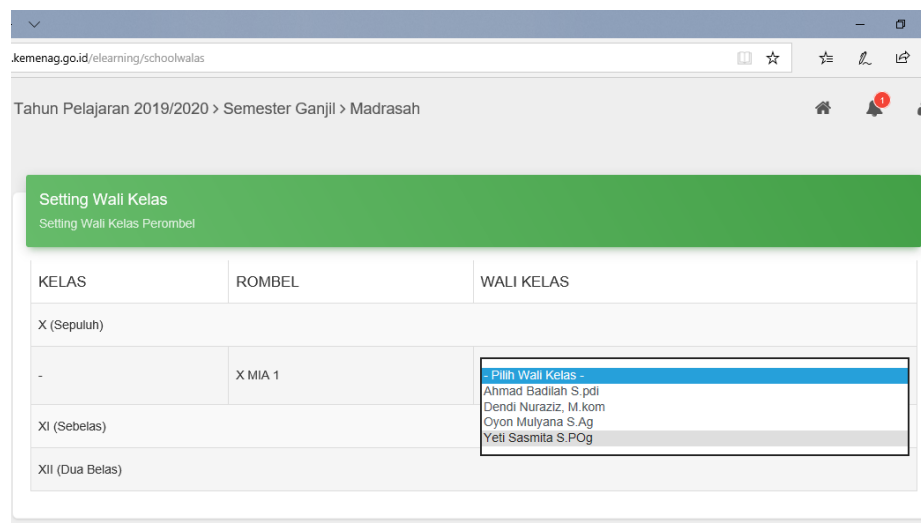 .kemenag.go.id/elearning/schoolwalas
Tahun Pelajaran 2019/2020 > Semester Ganjil > Madrasah
1
Setting Wali Kelas
Setting Wali Kelas Perombel
KELAS ROMBEL WALI KELAS
X (Sepuluh)
- X MIA 1 - Pilih Wali Kelas -
Ahmad Badilah S.pdi
Dendi Nuraziz, M.kom
Oyon Mulyana S.Ag
Yeti Sasmita S.POg
XI (Sebelas)
XII (Dua Belas)